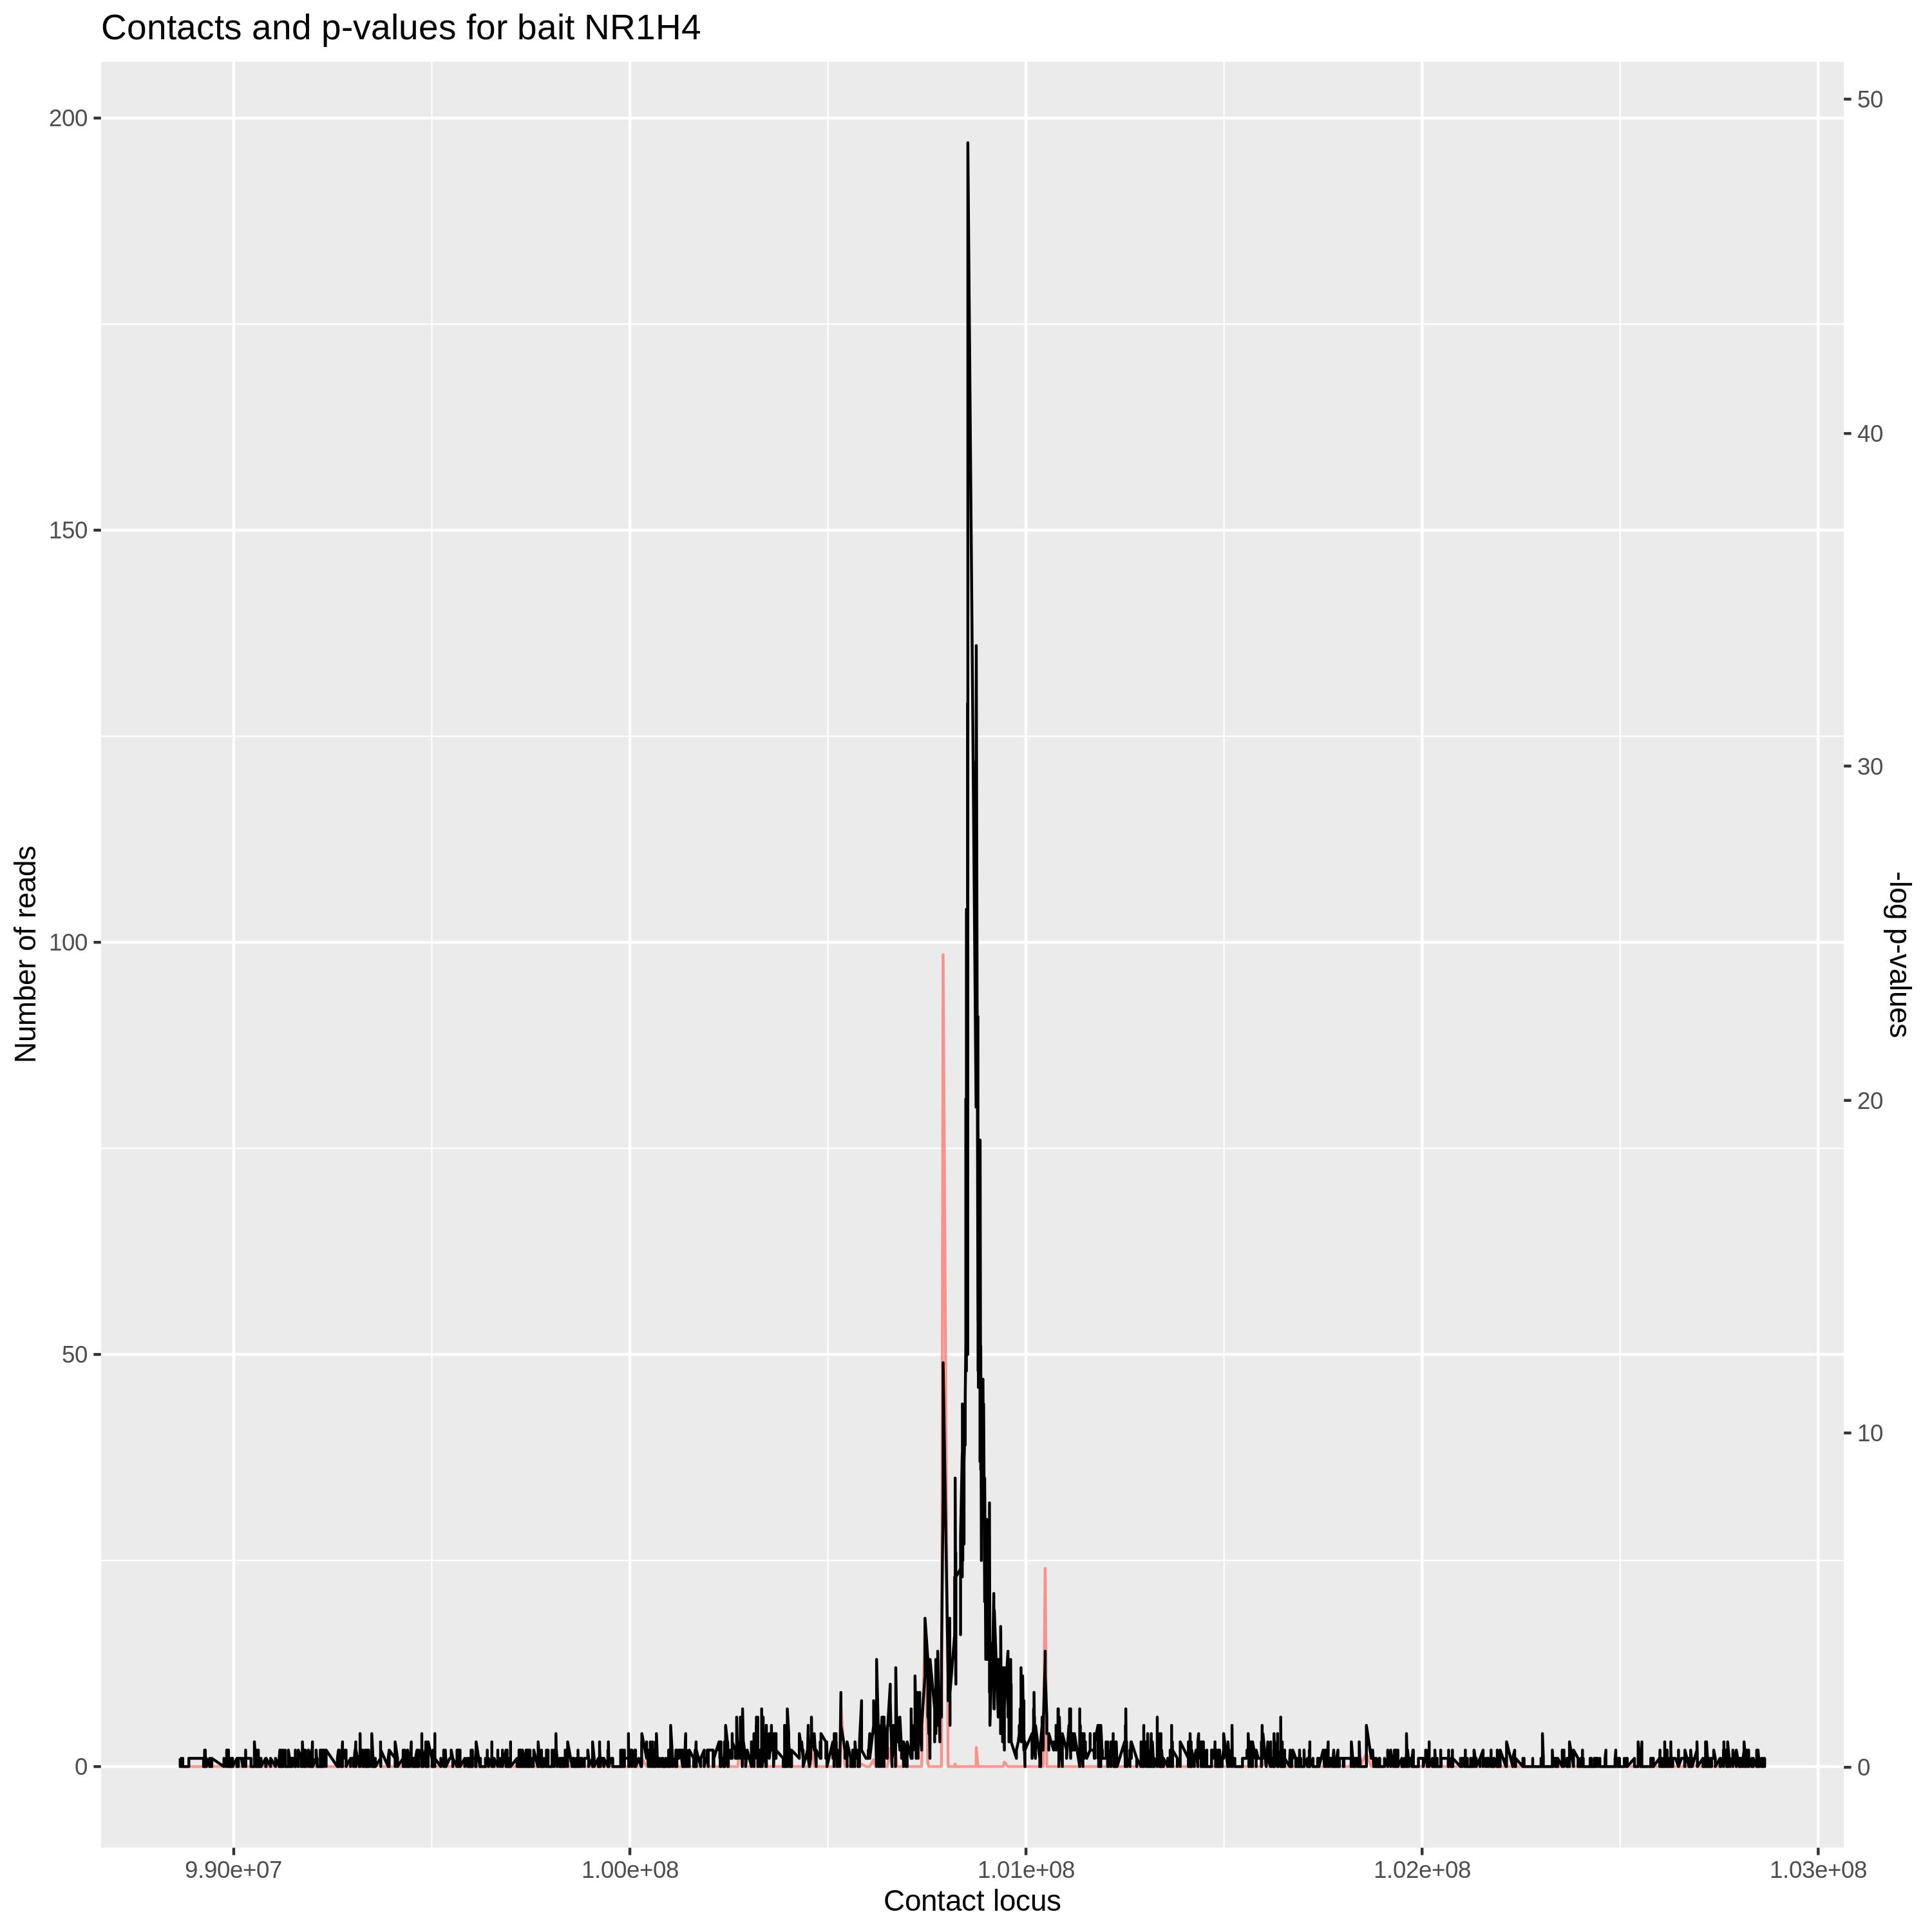 Contacts and p-values for bait NR1H4
200
150
100
50
0
Number of reads
50
40
30
20
10
0
-log p-values
9.90e+07
1.00e+08
1.01e+08
1.02e+08
1.03e+08
Contact locus